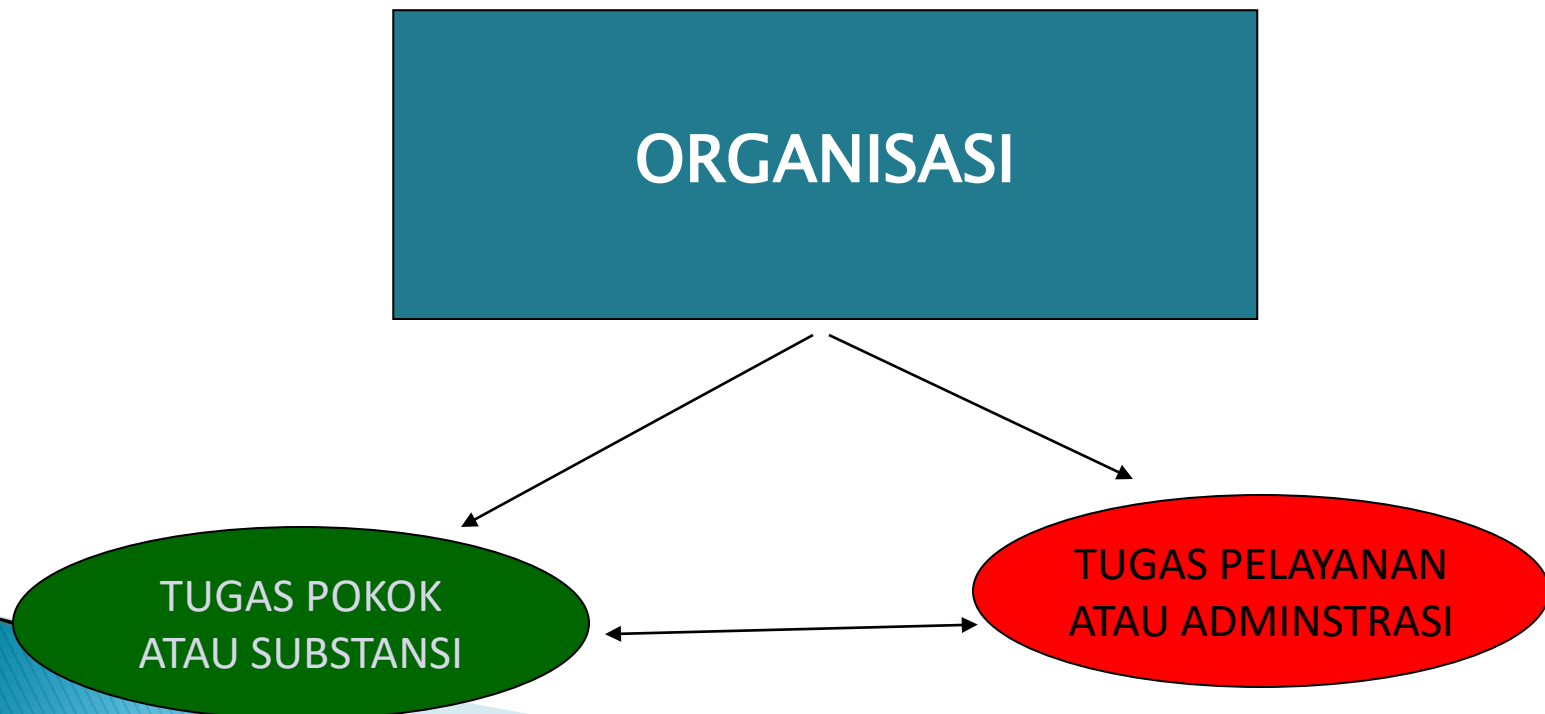 ORGANISASI
TUGAS POKOK
ATAU SUBSTANSI
TUGAS PELAYANAN
ATAU ADMINSTRASI